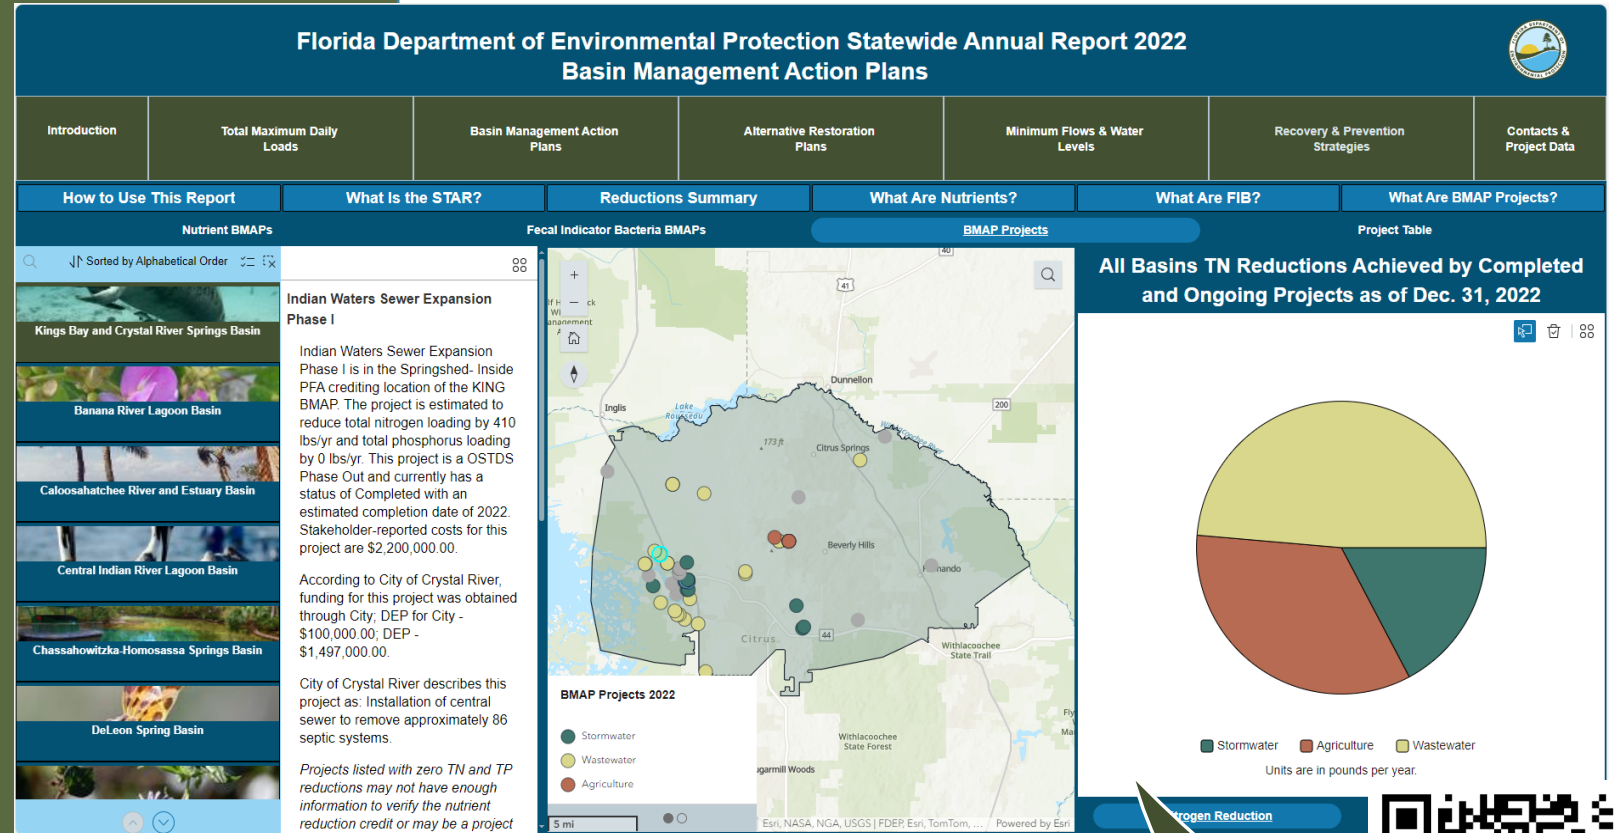 Florida Department of Environmental Protection Statewide Annual Report 2022
Basin Management Action Plans
Introduction
Total Maximum Daily
Loads
Basin Management Action
Plans
Alternative Restoration
Plans
Minimum Flows & Water
Levels
Recovery & Prevention
Strategies
Contacts &
Project Data
How to Use This Report
What Is the STAR?
Reductions Summary
What Are Nutrients?
What Are FIB?
What Are BMAP Projects?
Nutrient BMAPs
Fecal Indicator Bacteria BMAPs
BMAP Projects
Project Table
Sorted by Alphabetical Order
Kings Bay and Crystal River Springs Basin
Banana River Lagoon Basin
Caloosahatchee River and Estuary Basin
Central Indian River Lagoon Basin
Chassahowitzka-Homosassa Springs Basin
DeLeon Spring Basin
Indian Waters Sewer Expansion
Phase I
Indian Waters Sewer Expansion
Phase I is in the Springshed- Inside
PFA crediting location of the KING
BMAP. The project is estimated to
reduce total nitrogen loading by 410
lbs/yr and total phosphorus loading
by 0 lbs/yr. This project is a OSTDS
Phase Out and currently has a
status of Completed with an
estimated completion date of 2022.
Stakeholder-reported costs for this
project are $2,200,000.00.
According to City of Crystal River,
funding for this project was obtained
through City; DEP for City -
$100,000.00; DEP -
$1,497,000.00.
City of Crystal River describes this
project as: Installation of central
sewer to remove approximately 86
septic systems.
Projects listed with zero TN and TP
reductions may not have enough
information to verify the nutrient
reduction credit or may be a project
40
41
Dunnellon
200
Inglis
Lake
Rousseau
173 ft
Citrus Springs
Withlacoochee
Beverly Hills
Citrus
44
Withlacoochee
State Trail
Withlacoochee
State Forest
BMAP Projects 2022
Stormwater
Wastewater
Agriculture
5 mi
Esri, NASA, NGA, USGS | FDEP, Esri, TomTom, ...
Powered by Esri
All Basins TN Reductions Achieved by Completed
and Ongoing Projects as of Dec. 31, 2022
Stormwater
Agriculture
Wastewater
Units are in pounds per year.
Reduction